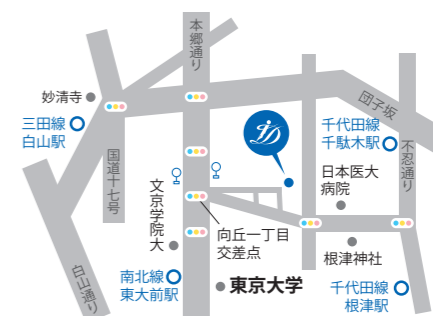 本郷通り
妙清寺
三田線
白山駅
国道十七号
団子坂
千代田線
千駄木駅
不忍通り
日本医大
病院
文京学院大
向丘一丁目
交差点
根津神社
白山通り
南北線
東大前駅
東京大学
千代田線
根津駅